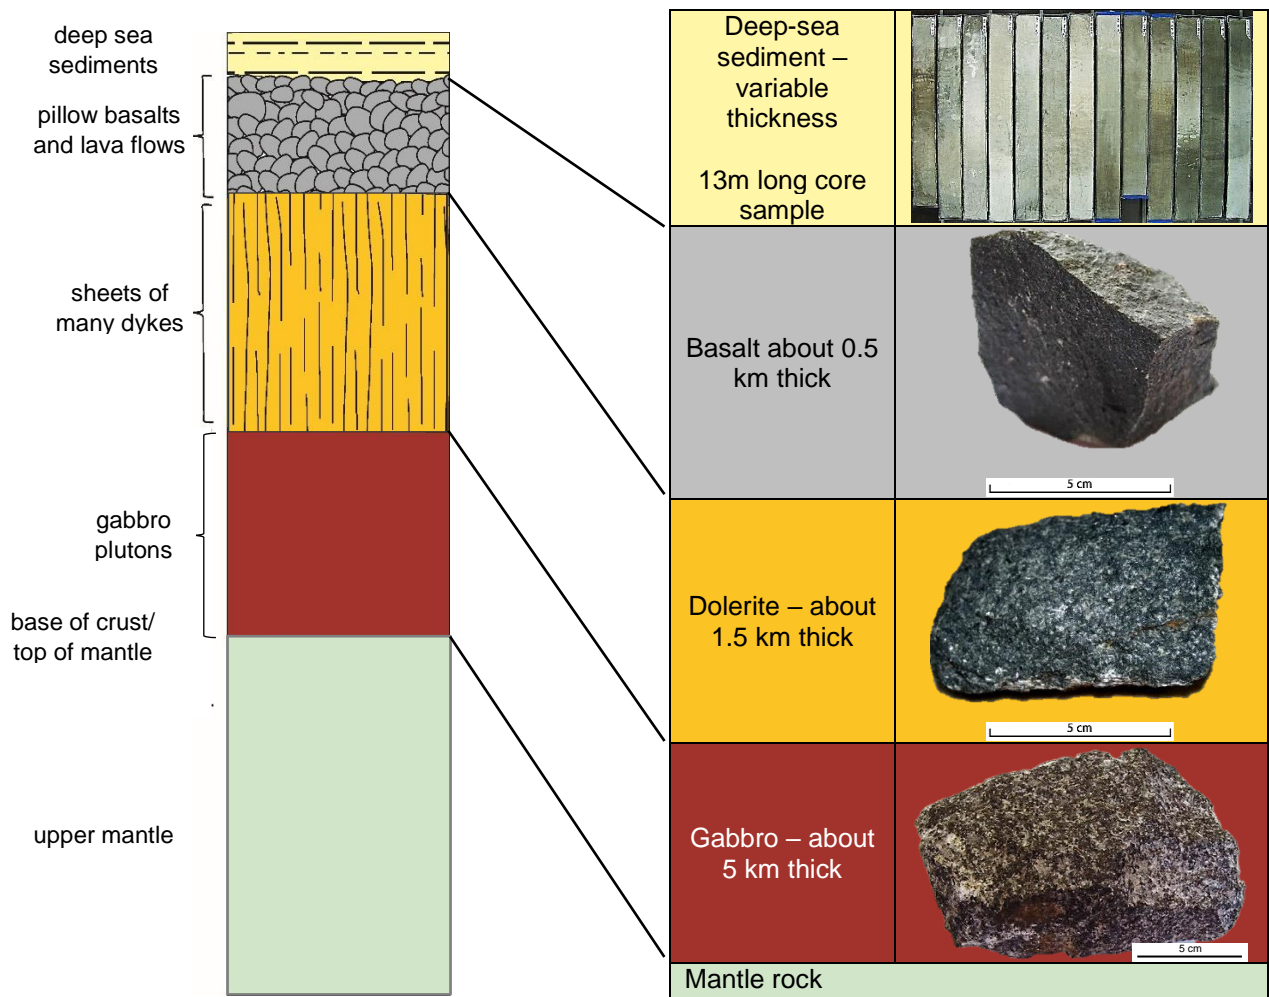 deep sea
sediments
pillow basalts
and lava flows
sheets of
many dykes
gabbro
plutons
base of crust/
top of mantle
upper mantle
Deep-sea
sediment –
variable
thickness
13m long core
sample
Basalt about 0.5
km thick
5 cm
Dolerite – about
1.5 km thick
5 cm
Gabbro – about
5 km thick
5 cm
Mantle rock